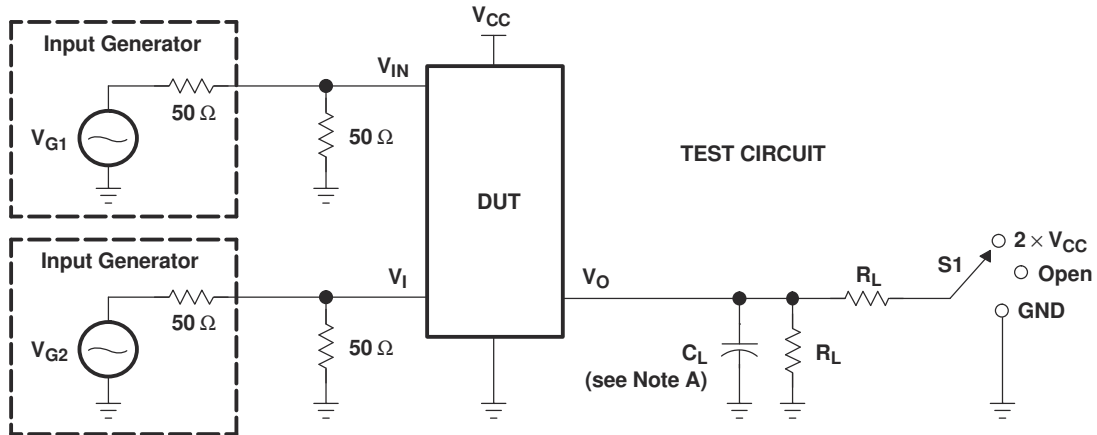 V_CC
Input Generator
50 Ω
V_G1
V_IN
50 Ω
DUT
TEST CIRCUIT
Input Generator
50 Ω
V_G2
V_I
50 Ω
V_O
C_L
(see Note A)
R_L
R_L
S1
2 × V_CC
Open
GND